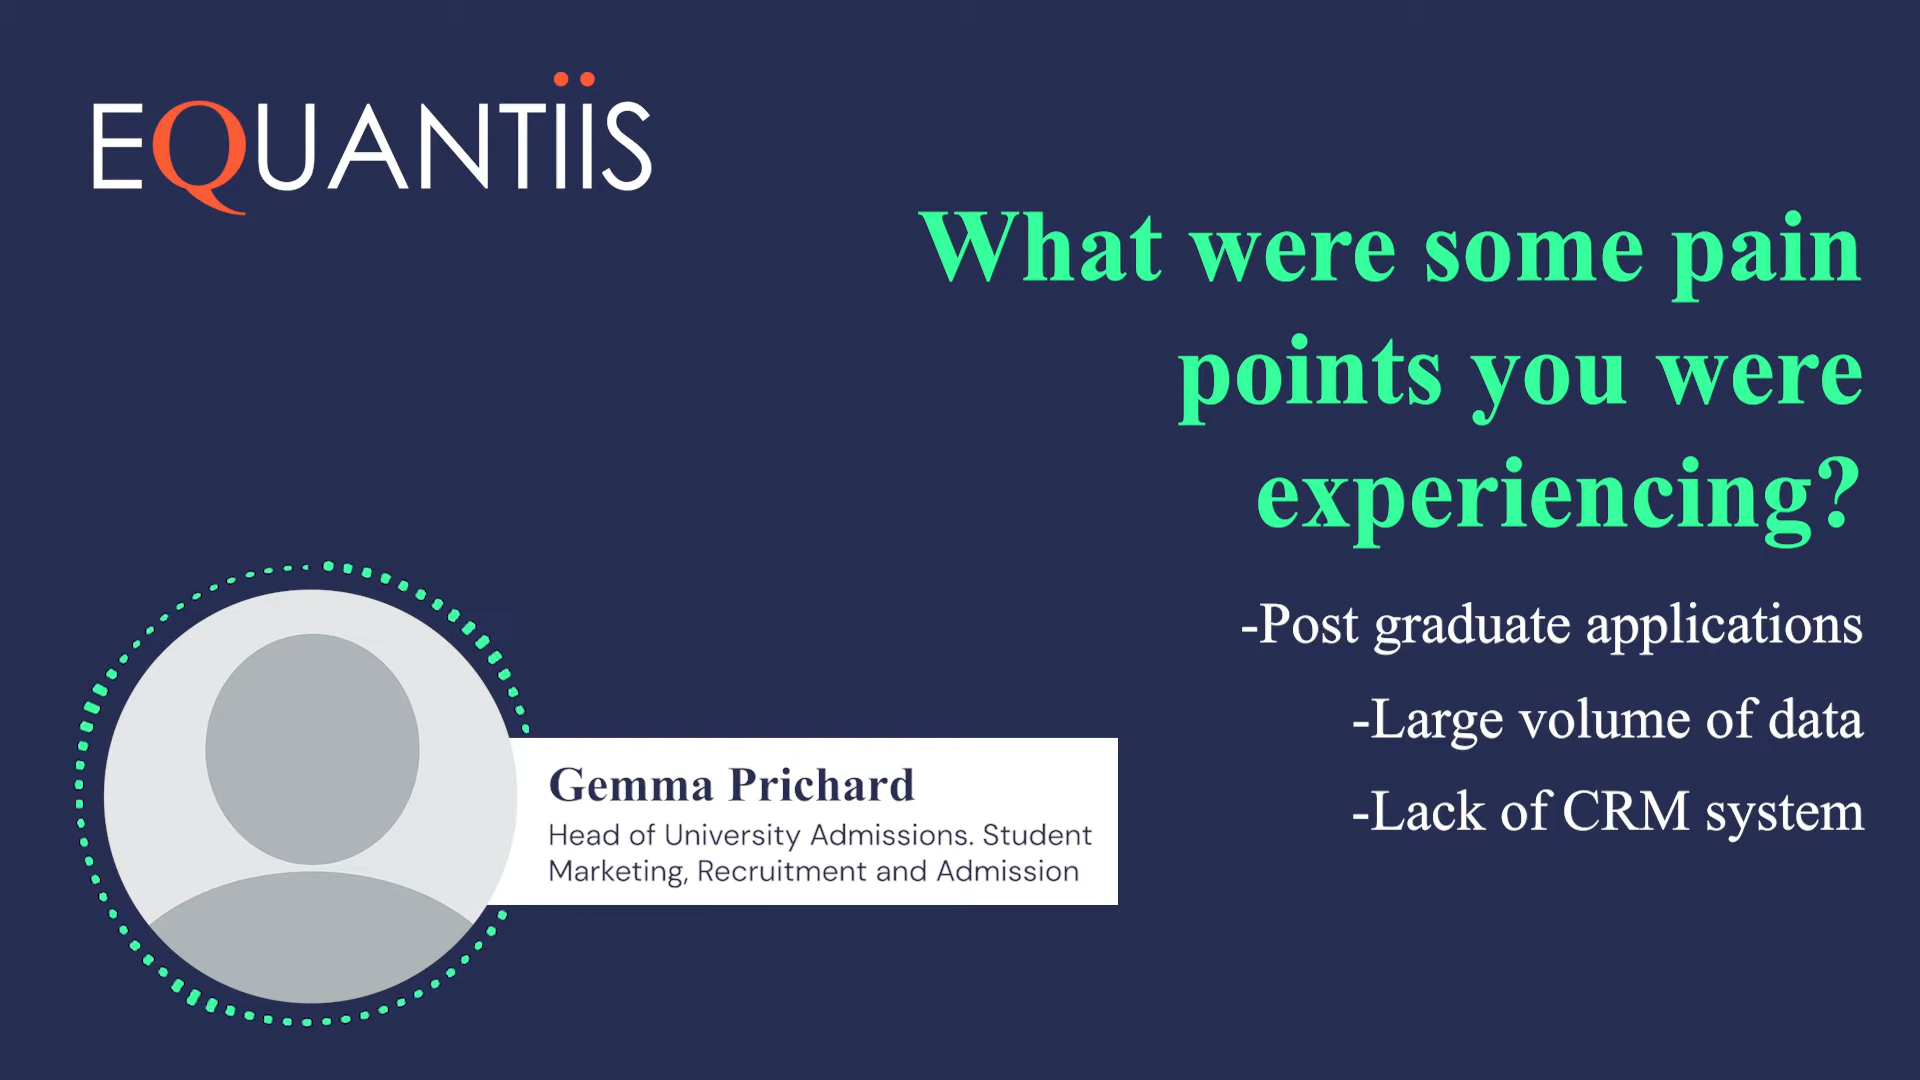 EQUANTIIS
What were some pain
points you were
experiencing?
-Post graduate applications
-Large volume of data
-Lack of CRM system
Gemma Prichard
Head of University Admissions. Student
Marketing, Recruitment and Admission